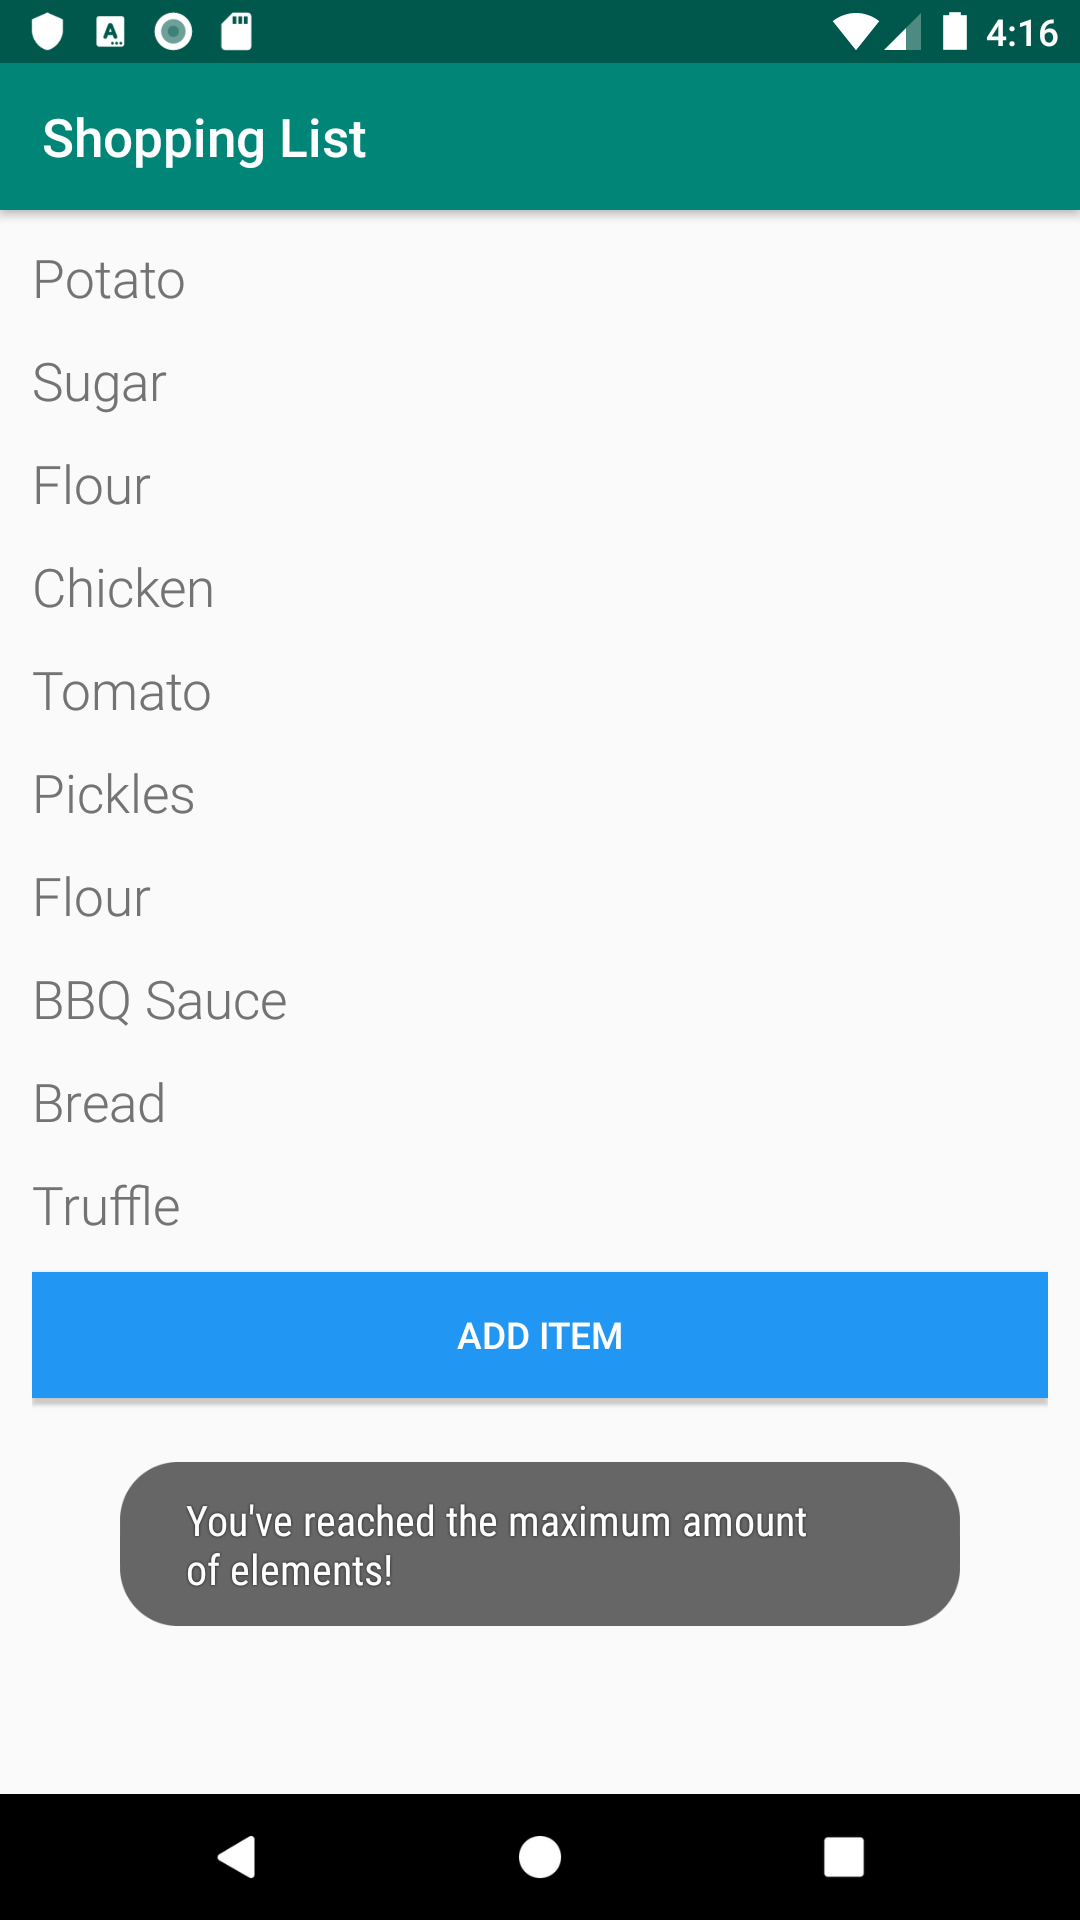 4:16
Shopping List
Potato
Sugar
Flour
Chicken
Tomato
Pickles
Flour
BBQ Sauce
Bread
Truffle
ADD ITEM
You've reached the maximum amount
of elements!